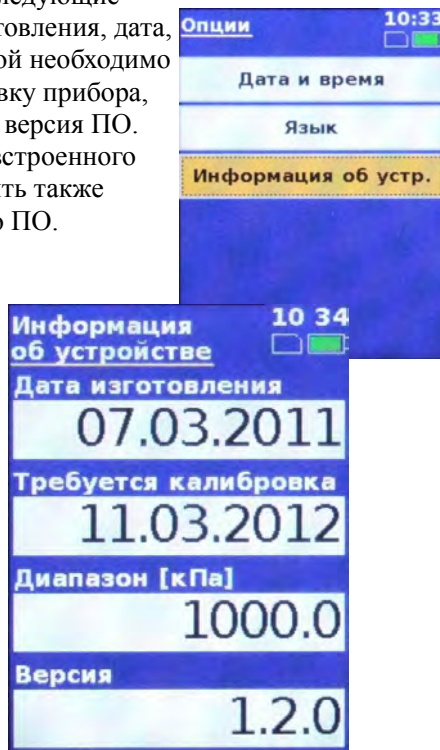 товления, дата,
ой необходимо
вку прибора,
версия ПО.
встроенного
ть также
о ПО.
Опции 10:33
Дата и время
Язык
Информация об устр.
Информация 10 34
об устройстве
Дата изготовления
07.03.2011
Требуется калибровка
11.03.2012
Диапазон [кПа]
1000.0
Версия
1.2.0